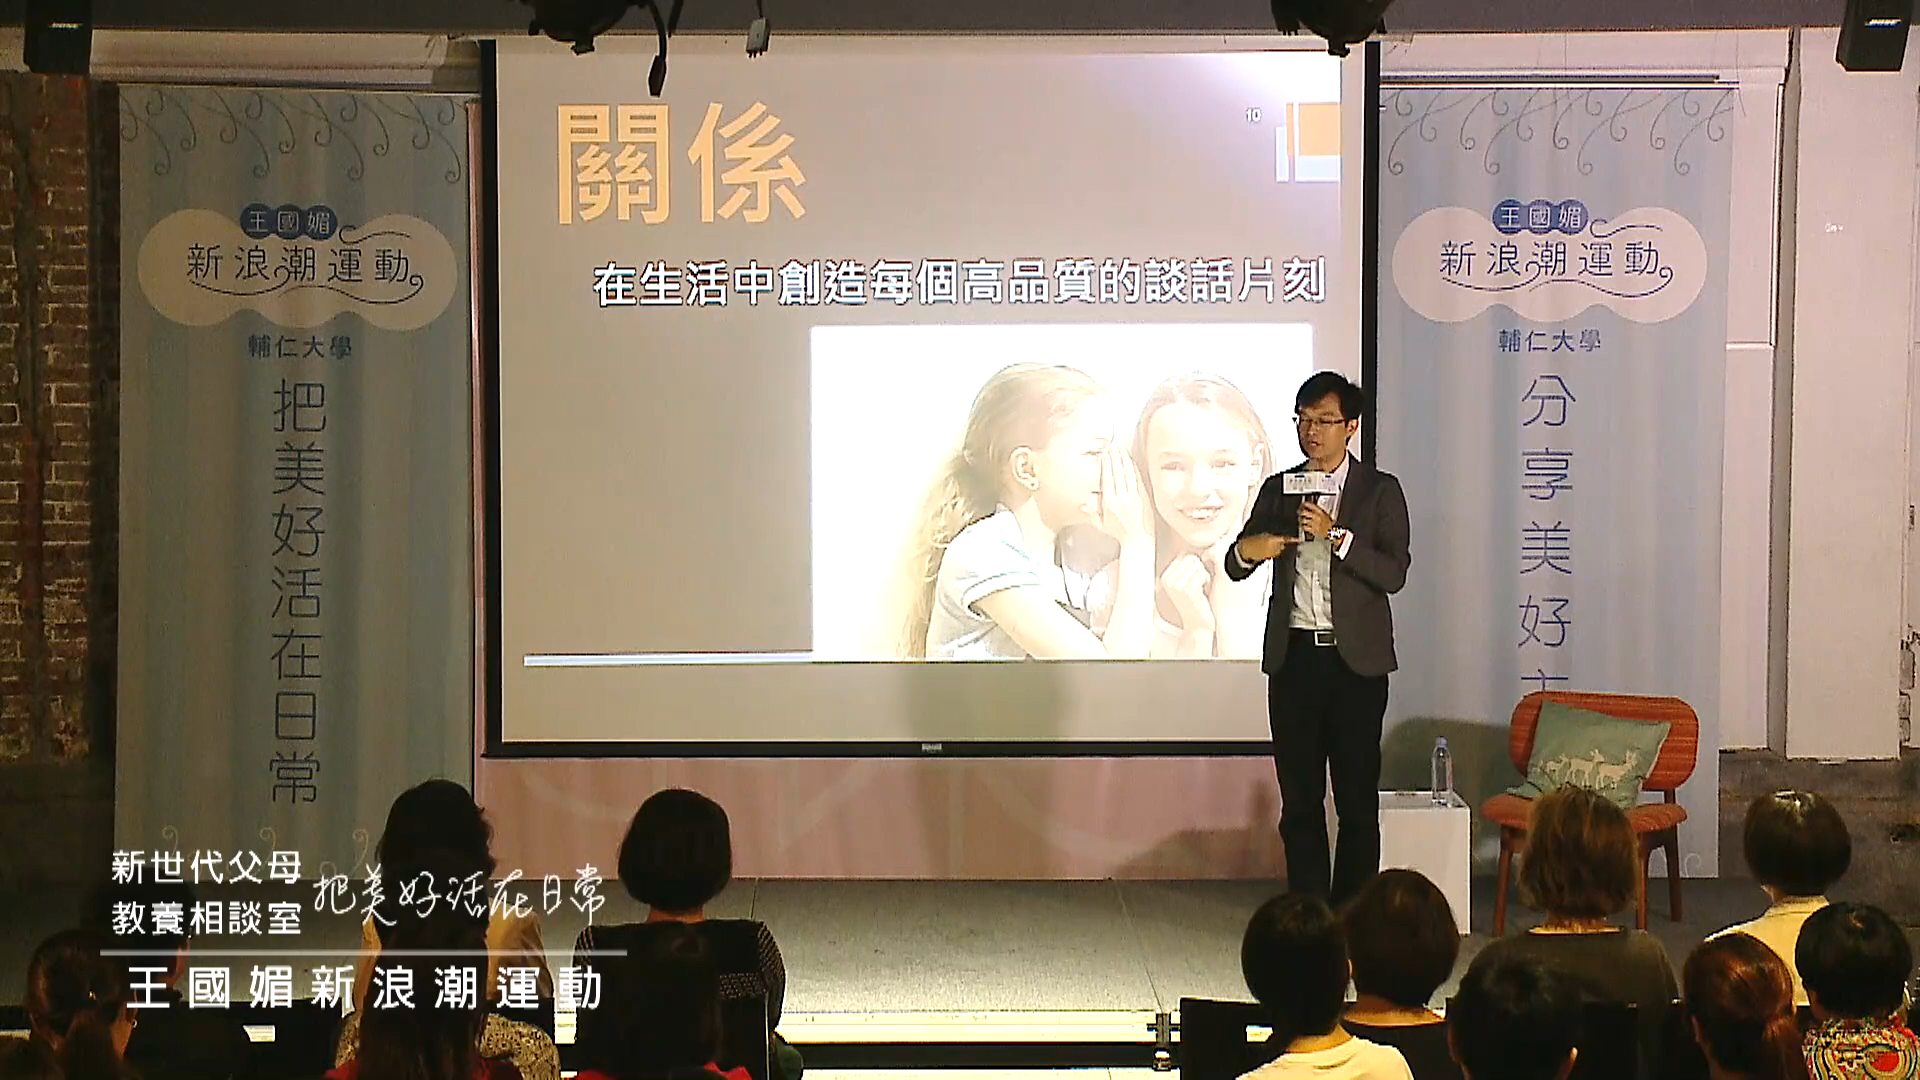 關係
10
在生活中創造每個高品質的談話片刻
王國媚
新浪潮運動
輔仁大學
把美好活在日常
王國媚
新浪潮運動
輔仁大學
分享美好
新世代父母
教養相談室
把美好活在日常
王國媚新浪潮運動